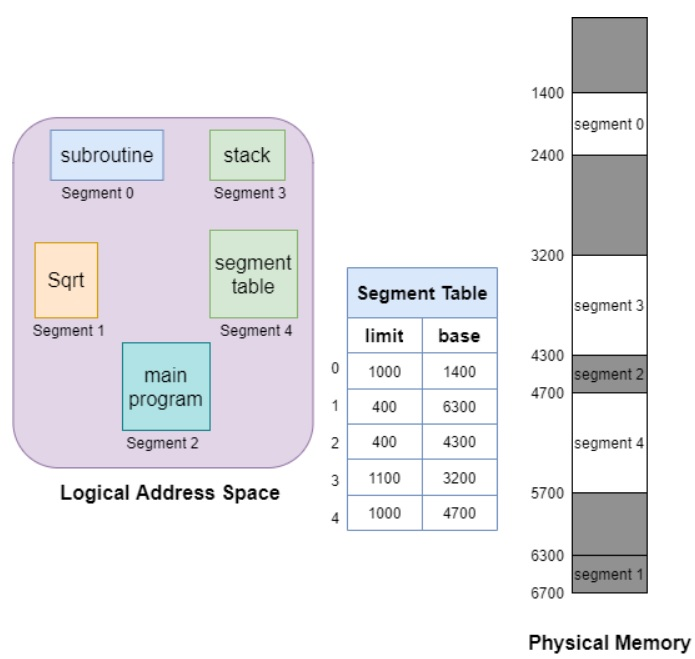 subroutine
Segment 0
stack
Segment 3
Sqrt
Segment 1
segment
table
Segment 4
main
program
Segment 2
Logical Address Space
Segment Table
limit base
0 1000 1400
1 400 6300
2 400 4300
3 1100 3200
4 1000 4700
1400
segment 0
2400
3200
segment 3
4300
segment 2
4700
segment 4
5700
6300
segment 1
6700
Physical Memory